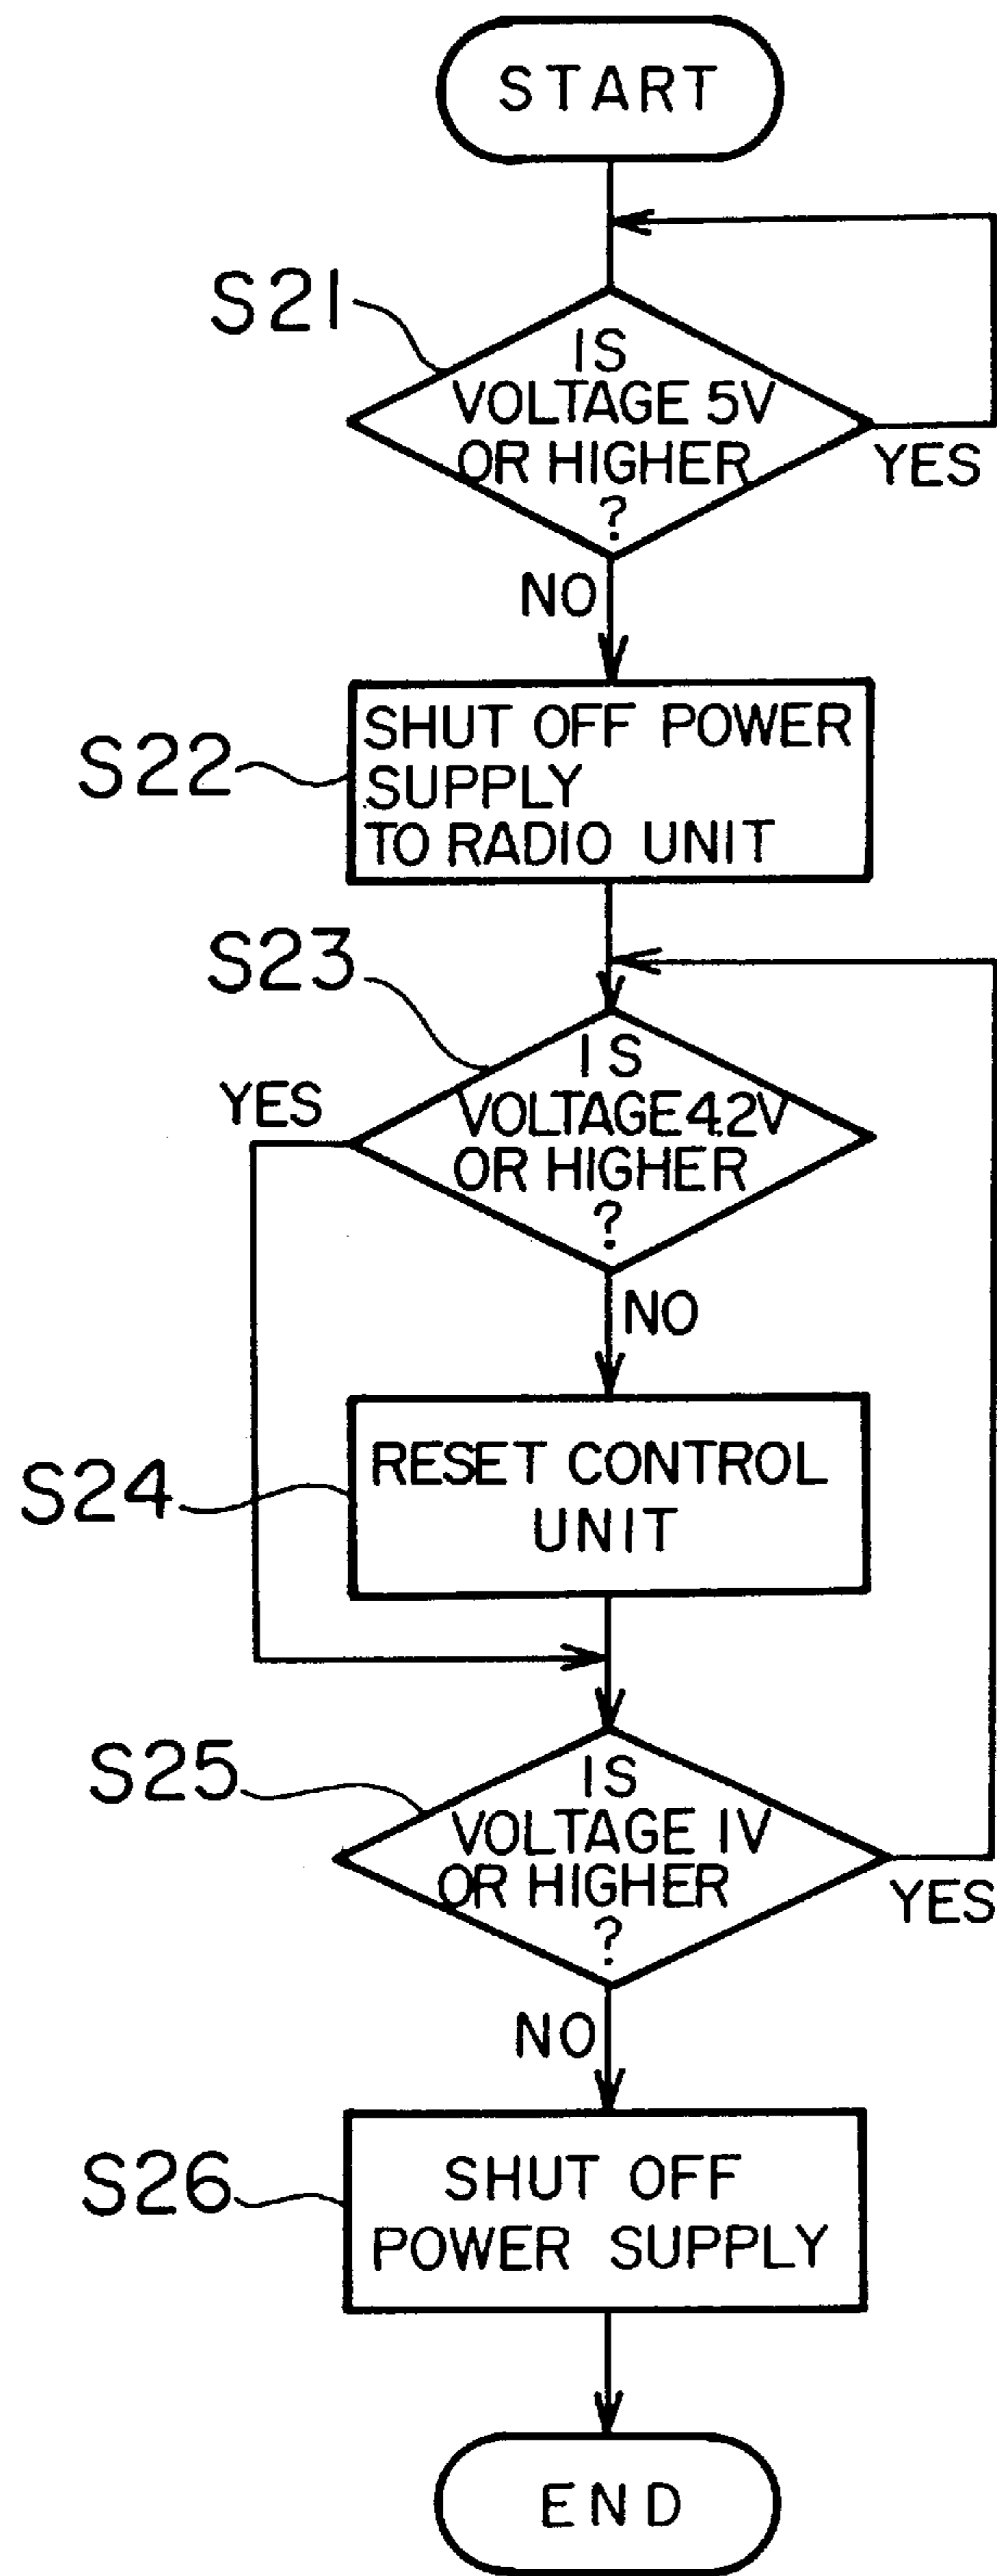 START
S21
IS
VOLTAGE 5V
OR HIGHER
?
YES
NO
S22
SHUT OFF POWER
SUPPLY
TO RADIO UNIT
S23
IS
VOLTAGE 4.2V
OR HIGHER
?
YES
NO
S24
RESET CONTROL
UNIT
S25
IS
VOLTAGE 1V
OR HIGHER
?
YES
NO
S26
SHUT OFF
POWER SUPPLY
END